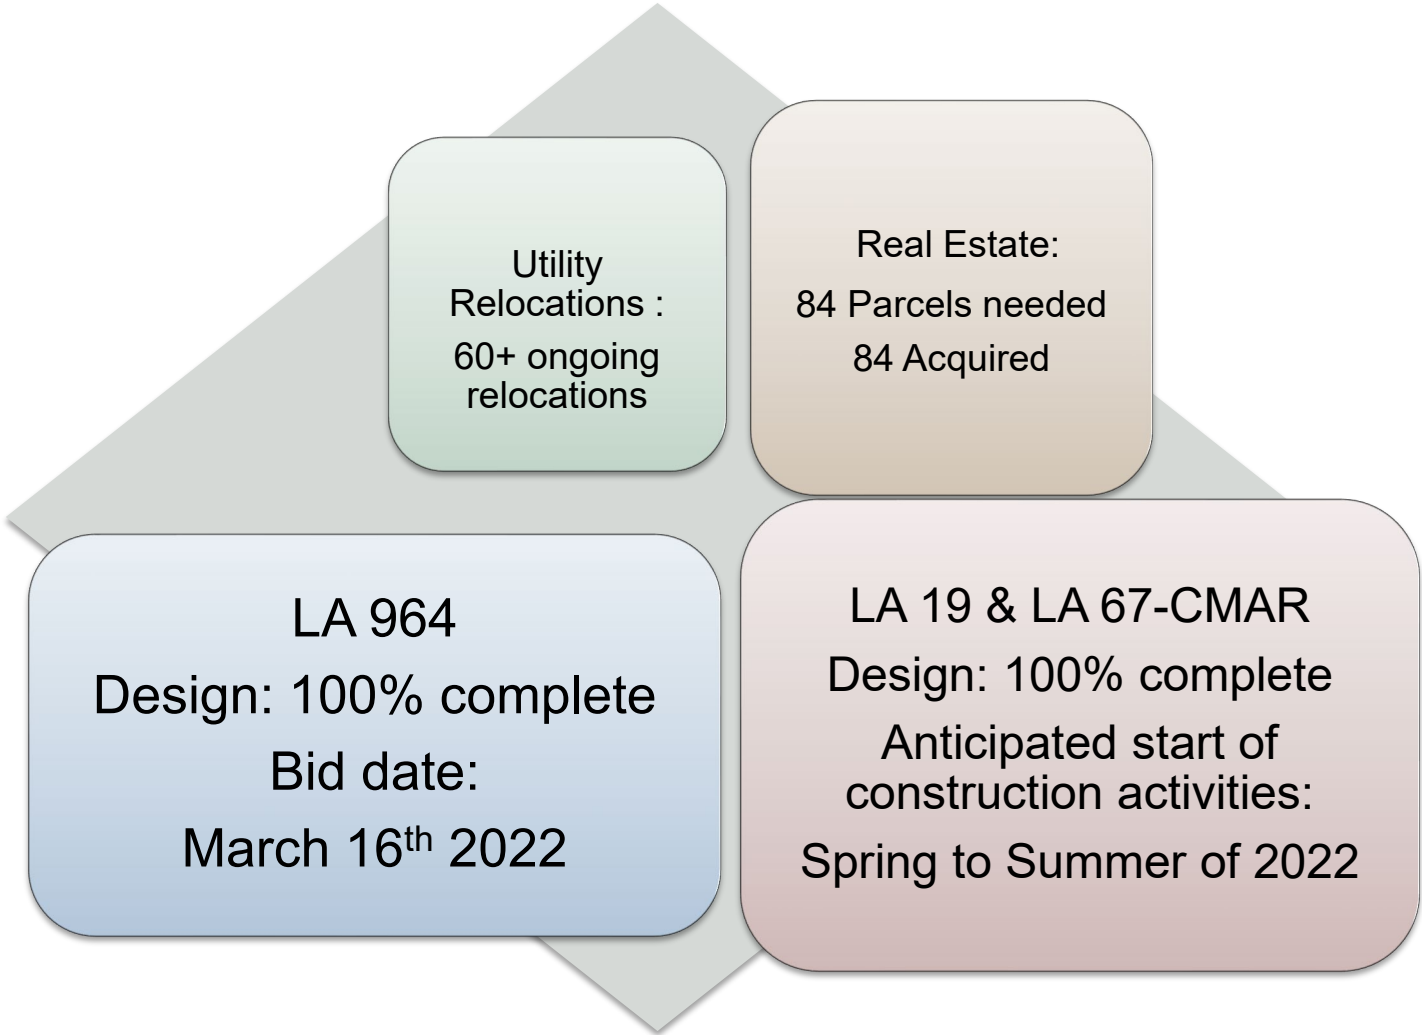 Utility
Relocations :
60+ ongoing
relocations
Real Estate:
84 Parcels needed
84 Acquired
LA 964
Design: 100% complete
Bid date:
March 16th 2022
LA 19 & LA 67-CMAR
Design: 100% complete
Anticipated start of
construction activities:
Spring to Summer of 2022